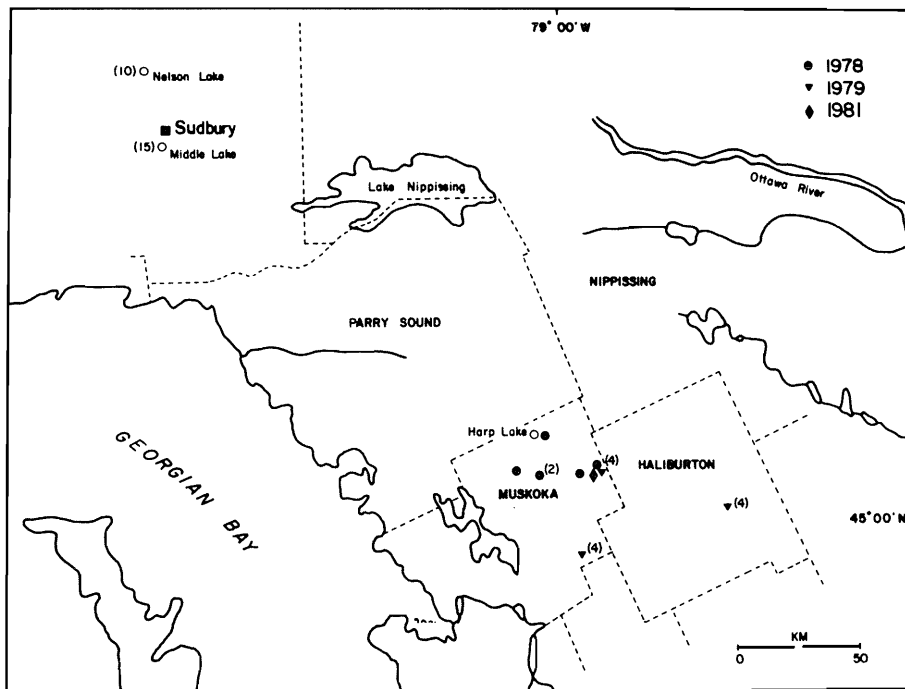 79° 00' W
(10) Nelson Lake
1978
1979
1981
Sudbury
(15) Middle Lake
Lake Nippissing
Ottawa River
NIPPISSING
PARRY SOUND
Harp Lake
(4)
(2)
HALIBURTON
MUSKOKA
(4)
GEORGIAN BAY
45° 00' N
(4)
KM
0 50